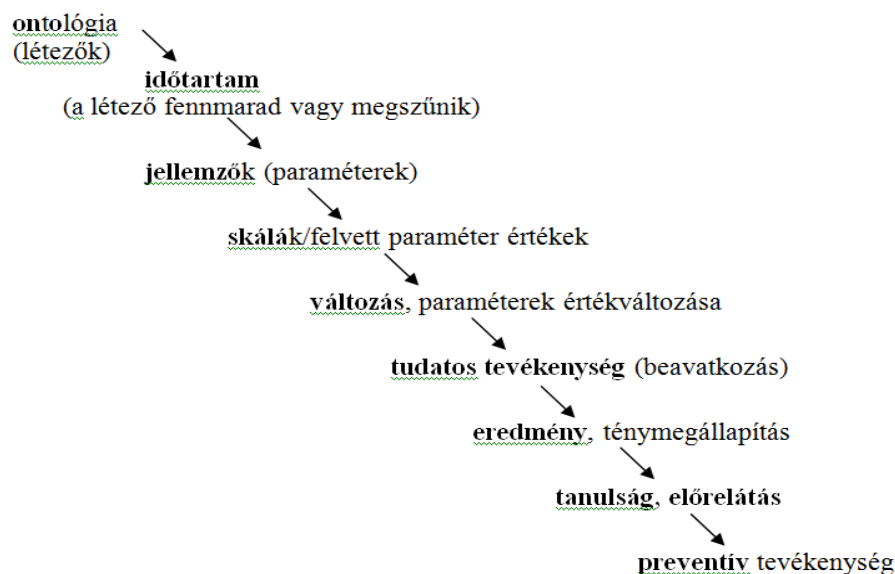 ontológia
(létezők)
időtartam
(a létező fennmarad vagy megszűnik)
jellemzők (paraméterek)
skálák/felvett paraméter értékek
változás, paraméterek értékváltozása
tudatos tevékenység (beavatkozás)
eredmény, ténymegállapítás
tanulság, előrelátás
preventív tevékenység